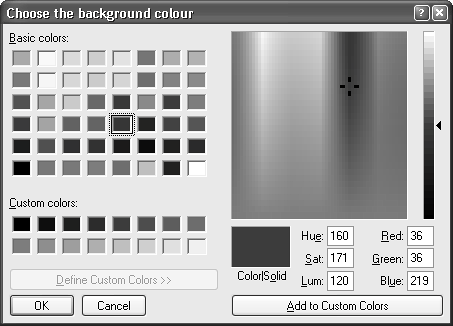 Choose the background colour
Basic colors:
Custom colors:
Define Custom Colors >>
OK
Cancel
Color|Solid
Hue: 160
Sat: 171
Lum: 120
Red: 36
Green: 36
Blue: 219
Add to Custom Colors